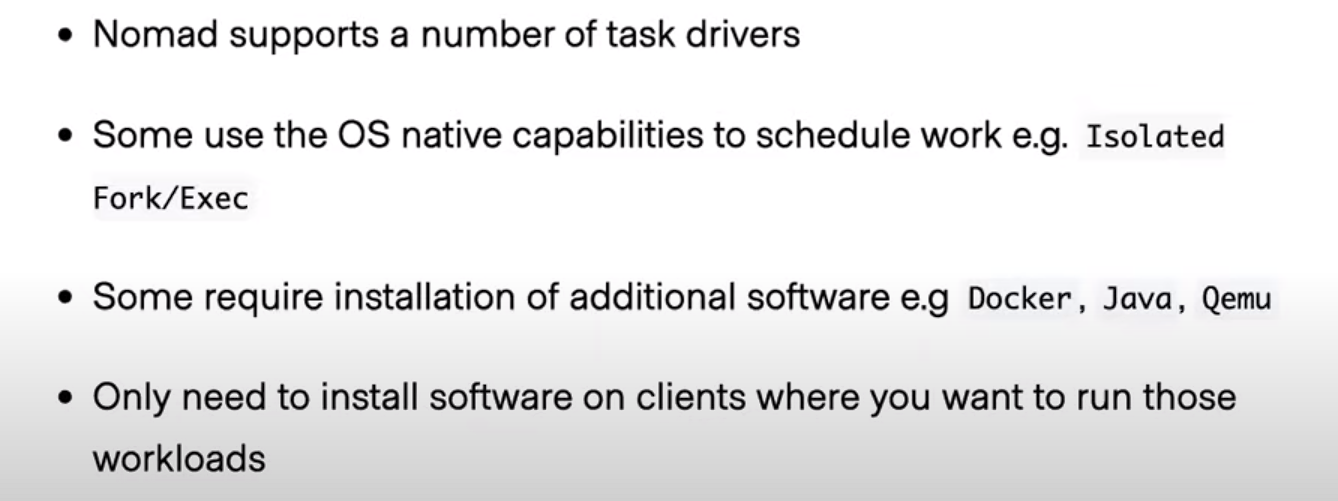 • Nomad supports a number of task drivers
• Some use the OS native capabilities to schedule work e.g. Isolated
Fork/Exec
• Some require installation of additional software e.g Docker, Java, Qemu
• Only need to install software on clients where you want to run those
workloads